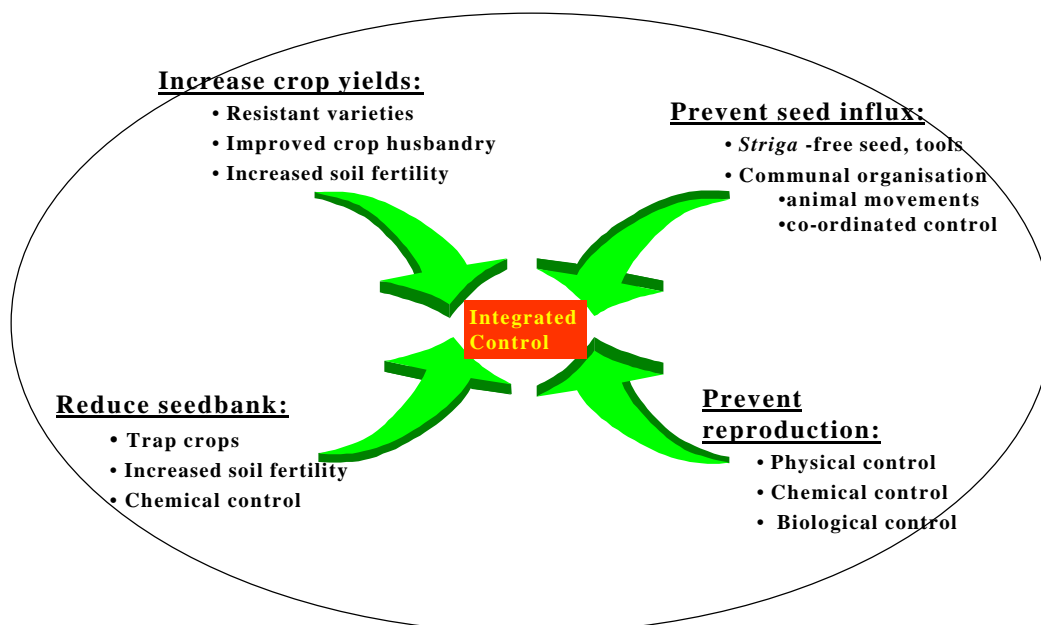 Increase crop yields:
• Resistant varieties
• Improved crop husbandry
• Increased soil fertility
Prevent seed influx:
• Striga -free seed, tools
• Communal organisation
•animal movements
•co-ordinated control
Integrated
Control
Reduce seedbank:
• Trap crops
• Increased soil fertility
• Chemical control
Prevent
reproduction:
• Physical control
• Chemical control
• Biological control